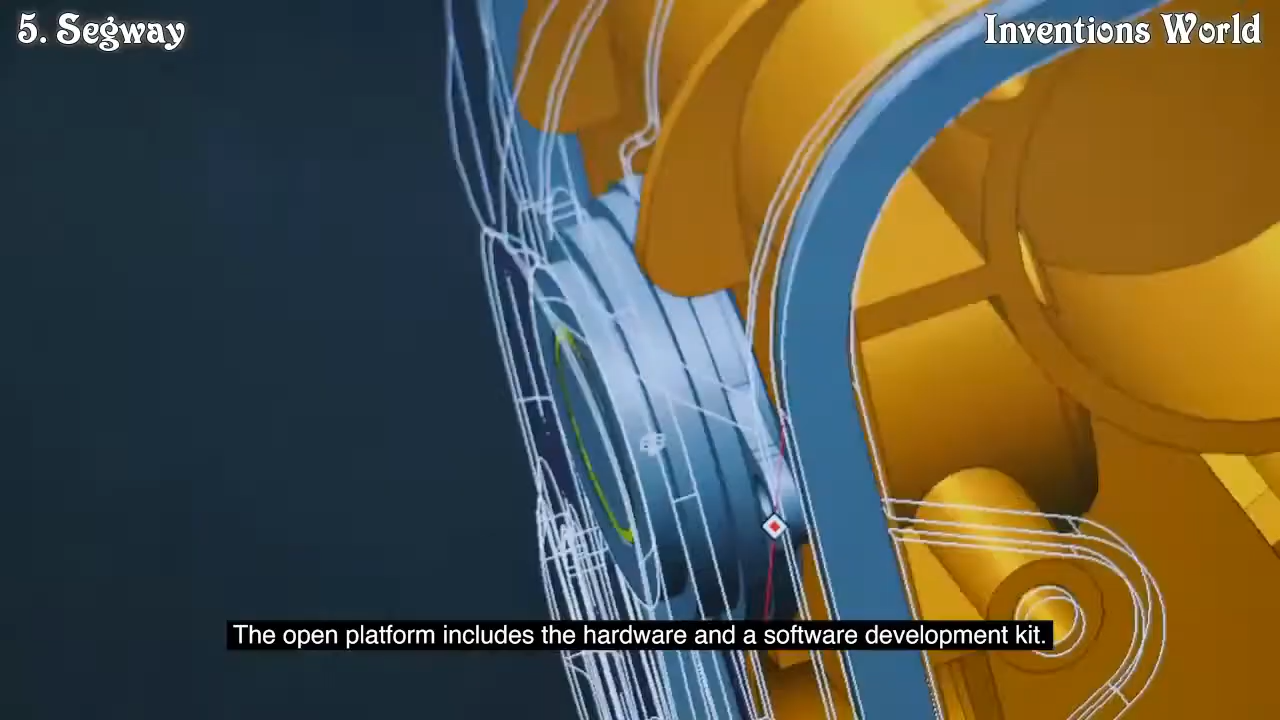 5. Segway
Inventions World
The open platform includes the hardware and a software development kit.